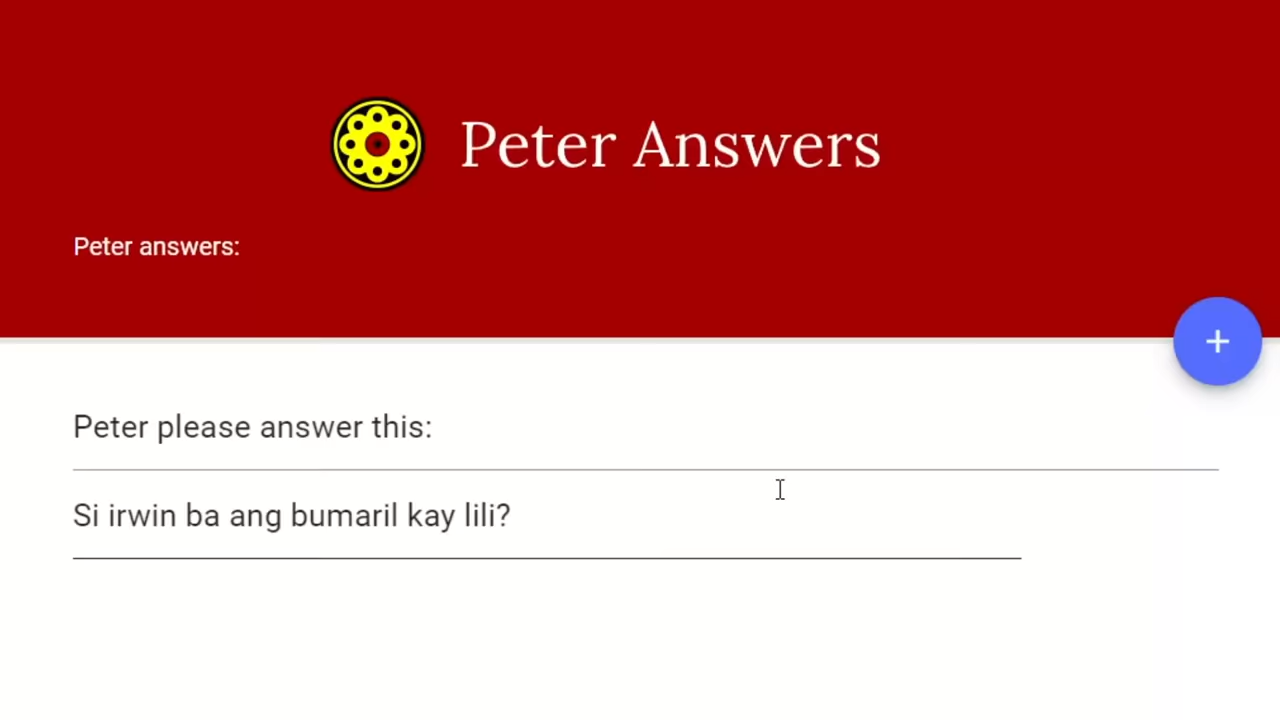 Peter Answers
Peter answers:
+
Peter please answer this:
Si irwin ba ang bumaril kay lili?